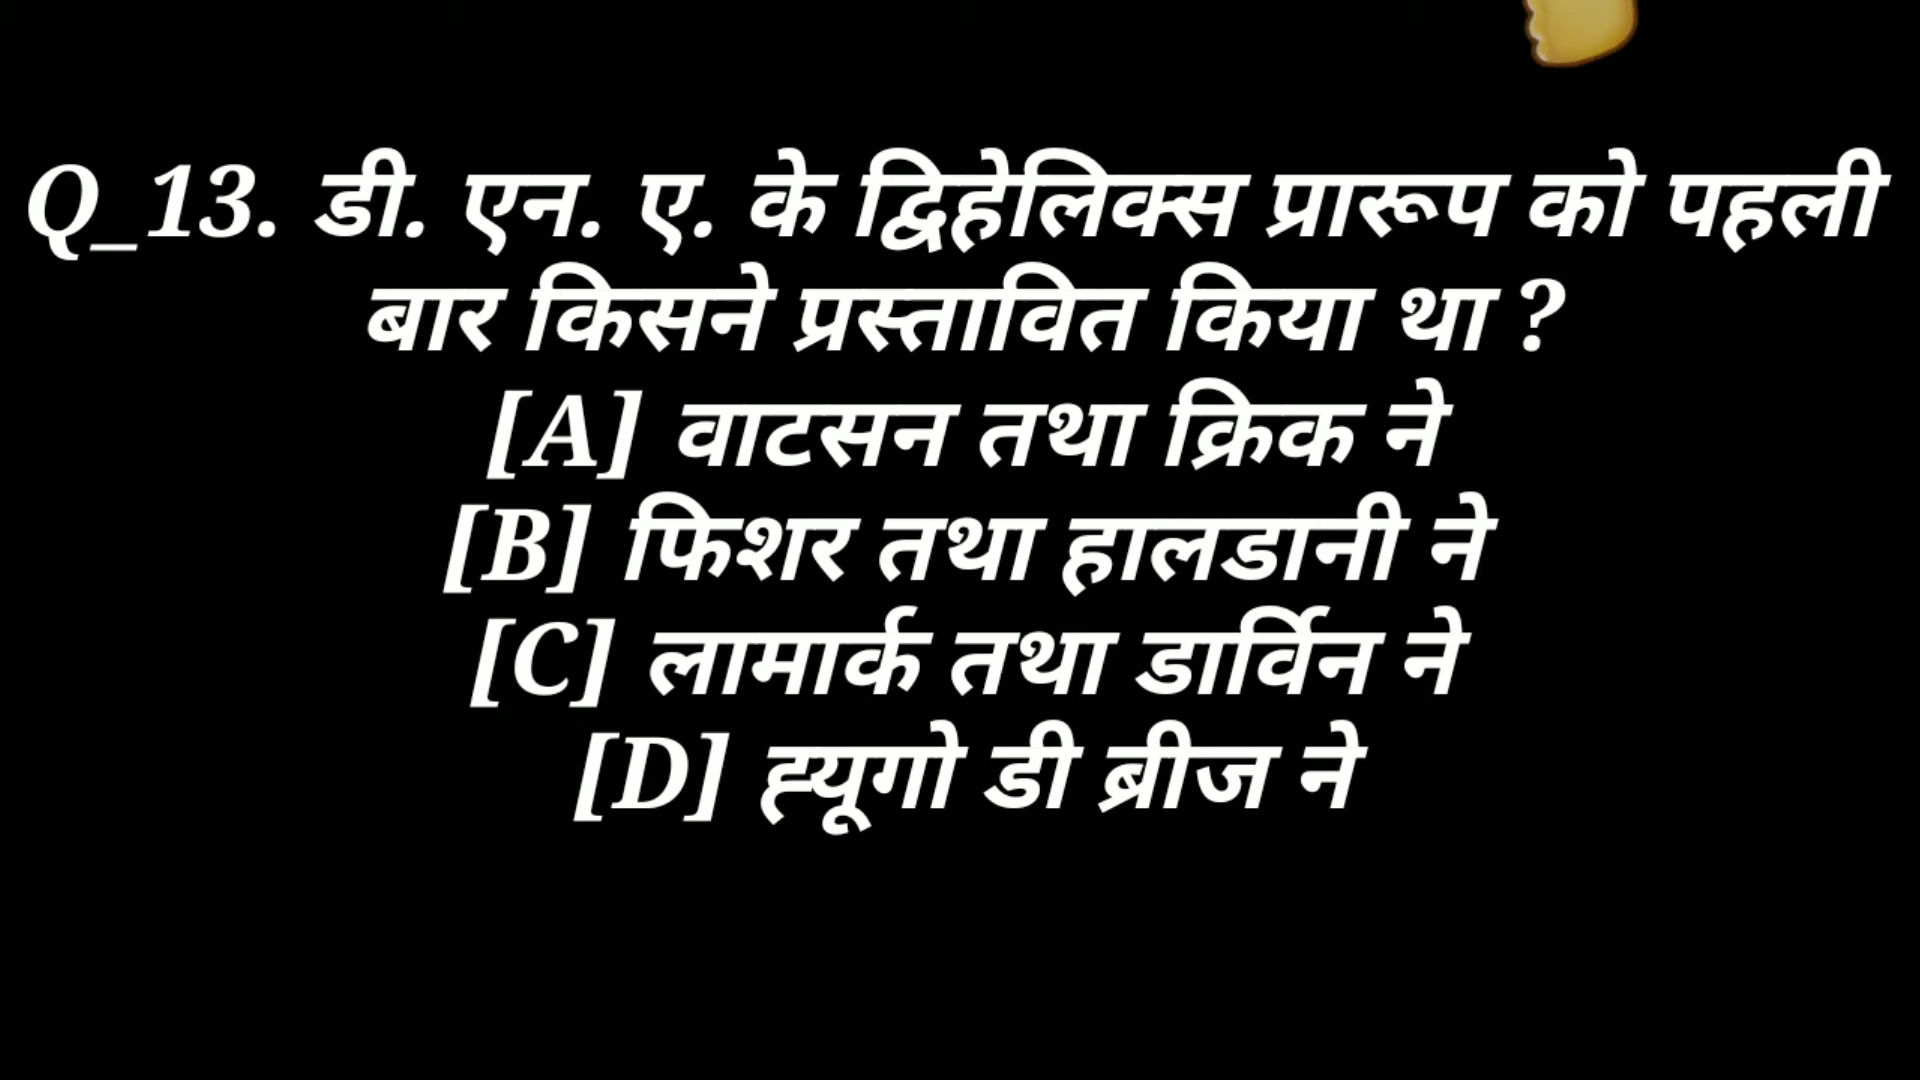 Q_13. डी. एन. ए. के द्विहेलिक्स प्रारूप को पहली
बार किसने प्रस्तावित किया था ?
[A] वाटसन तथा क्रिक ने
[B] फिशर तथा हालडानी ने
[C] लामार्क तथा डार्विन ने
[D] ह्यूगो डी ब्रीज ने